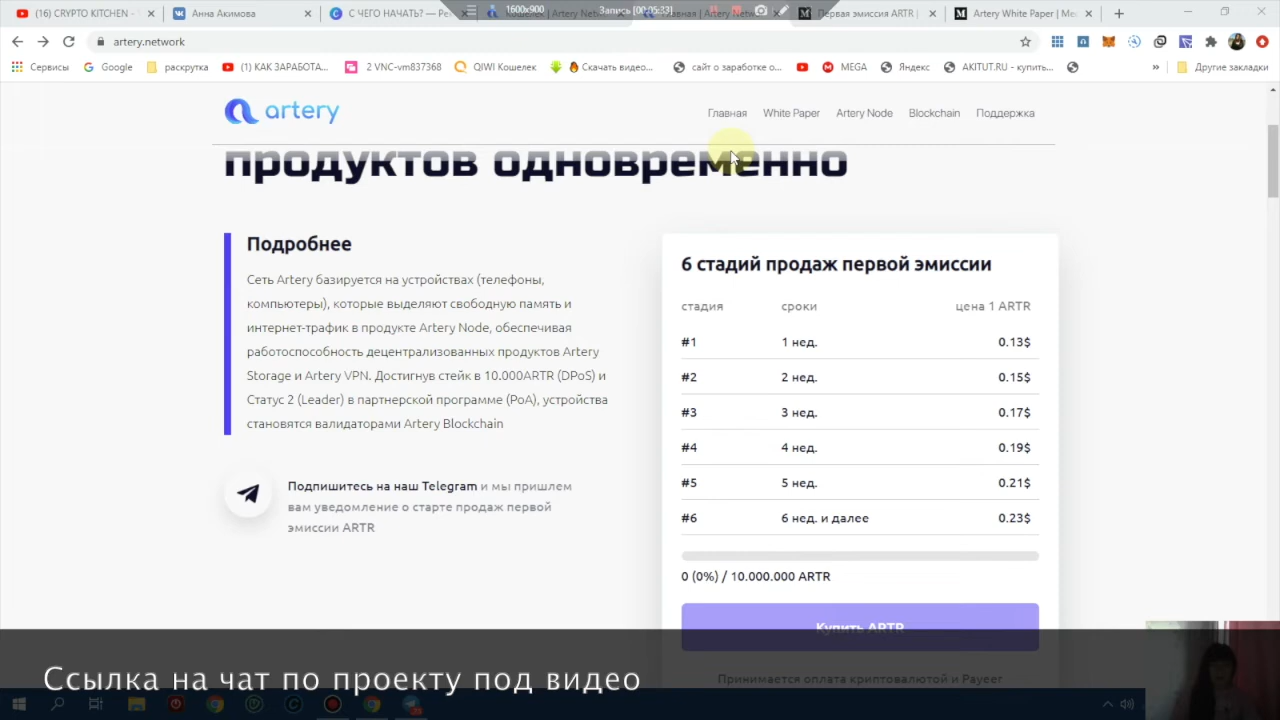 (16) CRYPTO KITCHEN -
Анна Акимова
С ЧЕГО НАЧАТЬ? — Ре
1600x900
Запись [00:05:33]
Первая эмиссия ARTR |
Artery White Paper | Me
artery.network
Сервисы
Google
раскрутка
(1) КАК ЗАРАБОТА...
2 VNC-vm837368
QIWI Кошелек
Скачать видео...
сайт о заработке о...
MEGA
Яндекс
AKITUT.RU - купить...
»
Другие закладки
artery
Главная
White Paper
Artery Node
Blockchain
Поддержка
продуктов одновременно
Подробнее
Сеть Artery базируется на устройствах (телефоны,
компьютеры), которые выделяют свободную память и
интернет-трафик в продукте Artery Node, обеспечивая
работоспособность децентрализованных продуктов Artery
Storage и Artery VPN. Достигнув стейк в 10.000ARTR (DPoS) и
Статус 2 (Leader) в партнерской программе (PoA), устройства
становятся валидаторами Artery Blockchain
Подпишитесь на наш Telegram и мы пришлем
вам уведомление о старте продаж первой
эмиссии ARTR
6 стадий продаж первой эмиссии
стадия сроки цена 1 ARTR
#1 1 нед. 0.13$
#2 2 нед. 0.15$
#3 3 нед. 0.17$
#4 4 нед. 0.19$
#5 5 нед. 0.21$
#6 6 нед. и далее 0.23$
0 (0%) / 10.000.000 ARTR
Купить ARTR
Принимается оплата криптовалютой и Payeer
Ссылка на чат по проекту под видео